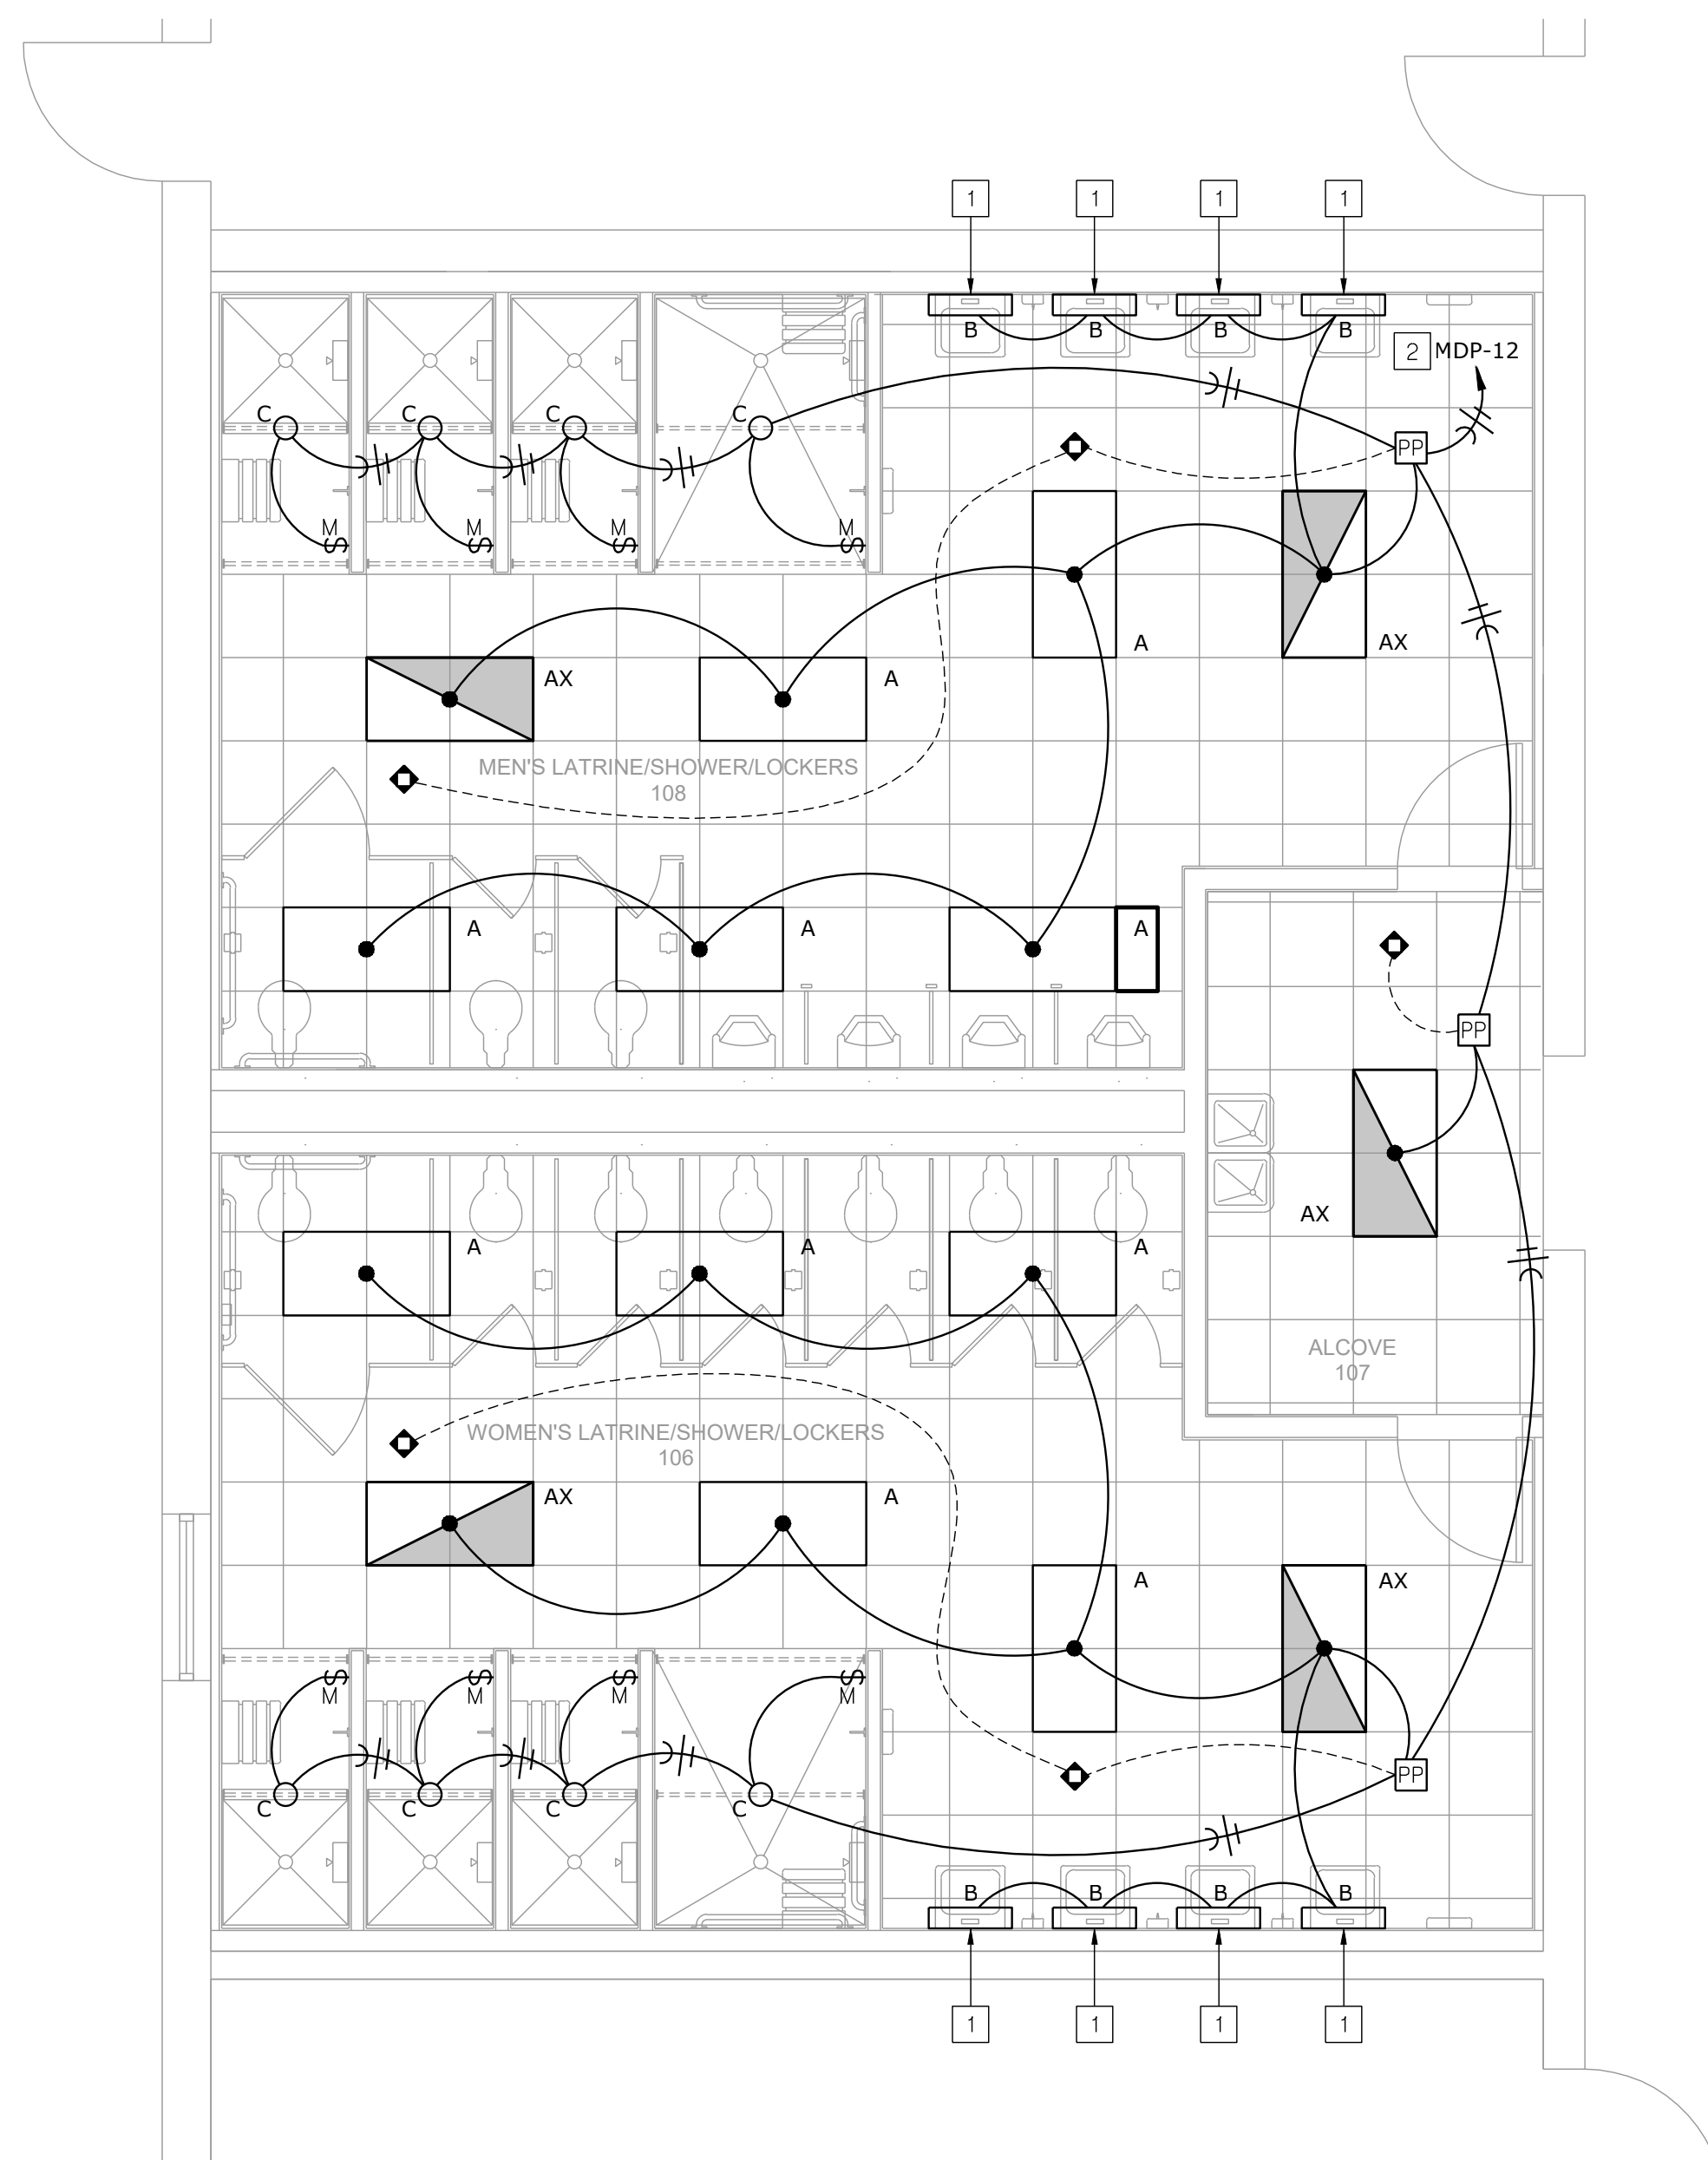 1 1 1 1
B B B B
2 MDP-12
C C C C
PP
M$ M$ M$ M$
A AX
AX A
MEN'S LATRINE/SHOWER/LOCKERS
108
A A A
PP
AX
A A A
ALCOVE
107
WOMEN'S LATRINE/SHOWER/LOCKERS
106
AX A
A AX
$M $M $M $M
PP
C C C C
B B B B
1 1 1 1